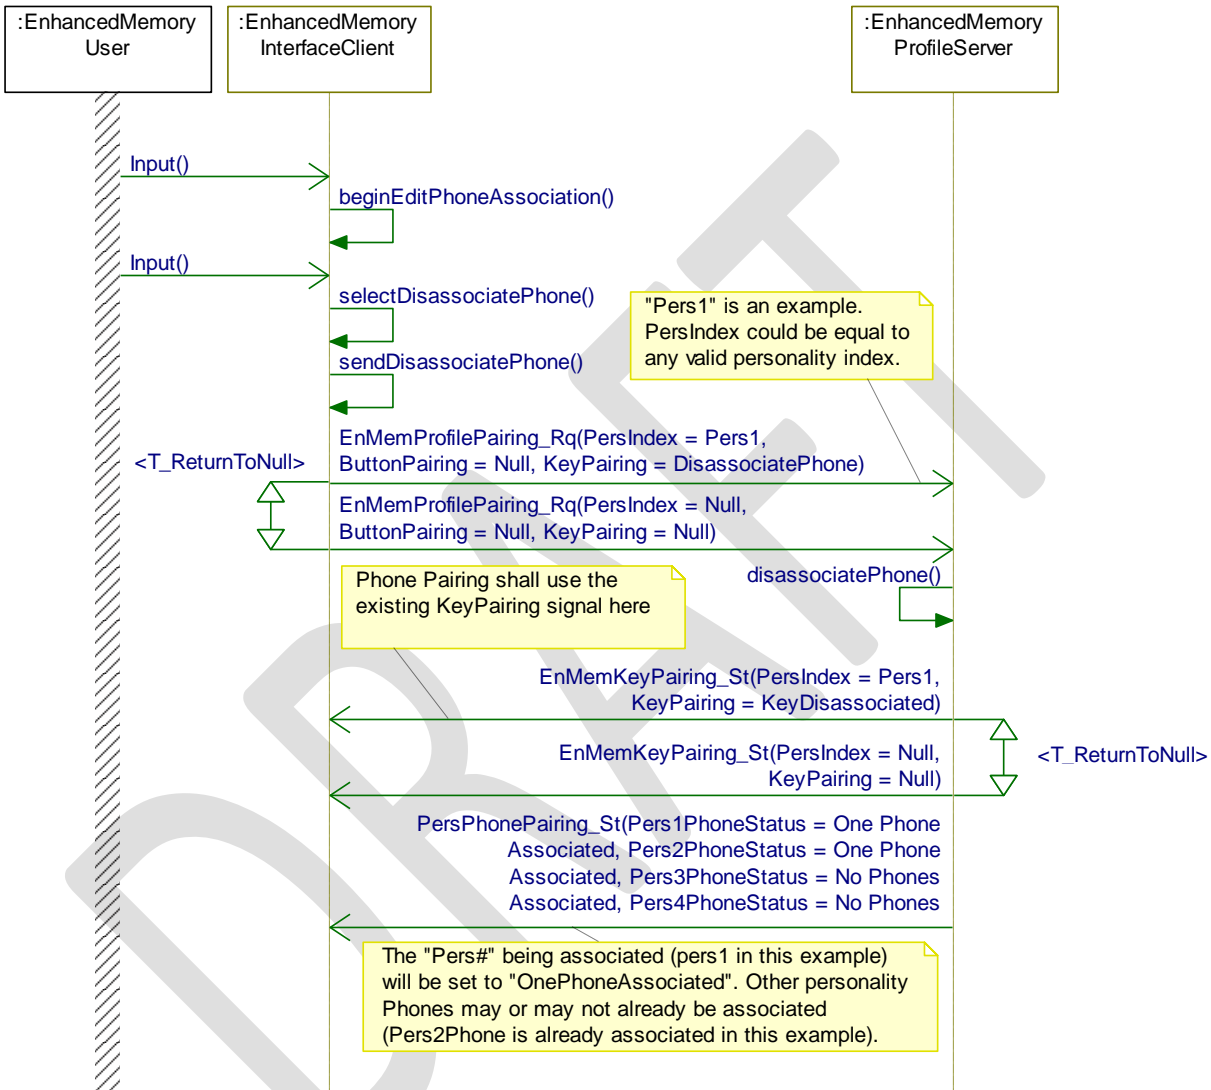 :EnhancedMemory
User
:EnhancedMemory
InterfaceClient
:EnhancedMemory
ProfileServer
Input()
beginEditPhoneAssociation()
Input()
selectDisassociatePhone()
"Pers1" is an example.
PersIndex could be equal to
any valid personality index.
sendDisassociatePhone()
EnMemProfilePairing_Rq(PersIndex = Pers1,
ButtonPairing = Null, KeyPairing = DisassociatePhone)
<T_ReturnToNull>
EnMemProfilePairing_Rq(PersIndex = Null,
ButtonPairing = Null, KeyPairing = Null)
disassociatePhone()
Phone Pairing shall use the
existing KeyPairing signal here
EnMemKeyPairing_St(PersIndex = Pers1,
KeyPairing = KeyDisassociated)
EnMemKeyPairing_St(PersIndex = Null,
KeyPairing = Null)
<T_ReturnToNull>
PersPhonePairing_St(Pers1PhoneStatus = One Phone
Associated, Pers2PhoneStatus = One Phone
Associated, Pers3PhoneStatus = No Phones
Associated, Pers4PhoneStatus = No Phones
The "Pers#" being associated (pers1 in this example)
will be set to "OnePhoneAssociated". Other personality
Phones may or may not already be associated
(Pers2Phone is already associated in this example).
DRAFT